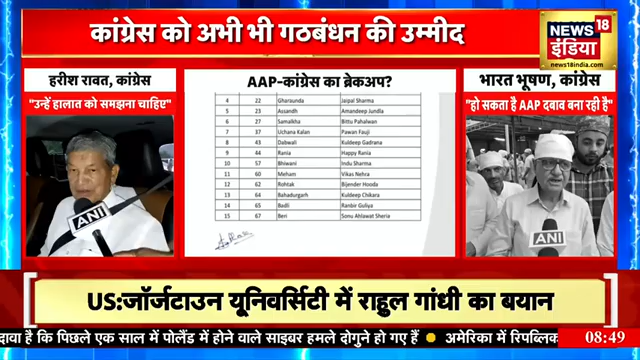 कांग्रेस को अभी भी गठबंधन की उम्मीद
NEWS 18
इंडिया
news18india.com
हरीश रावत, कांग्रेस
"उन्हें हालात को समझना चाहिए"
ANI
AAP-कांग्रेस का ब्रेकअप?
4 22 Gharaunda Jaipal Sharma
5 23 Assandh Amandeep Jundla
6 27 Samalkha Bittu Pahalwan
7 37 Uchana Kalan Pawan Fauji
8 43 Dabwali Kuldeep Gadrana
9 44 Rania Happy Rania
10 57 Bhiwani Indu Sharma
11 60 Meham Vikas Nehra
12 62 Rohtak Bijender Hooda
13 64 Bahadurgarh Kuldeep Chikara
14 65 Badli Ranbir Guliya
15 67 Beri Sonu Ahlawat Sheria
भारत भूषण, कांग्रेस
"हो सकता है AAP दबाव बना रही है"
ANI
US:जॉर्जटाउन यूनिवर्सिटी में राहुल गांधी का बयान
दावा है कि पिछले एक साल में पोलैंड में होने वाले साइबर हमले दोगुने हो गए हैं अमेरिका में रिपब्लिक
08:49